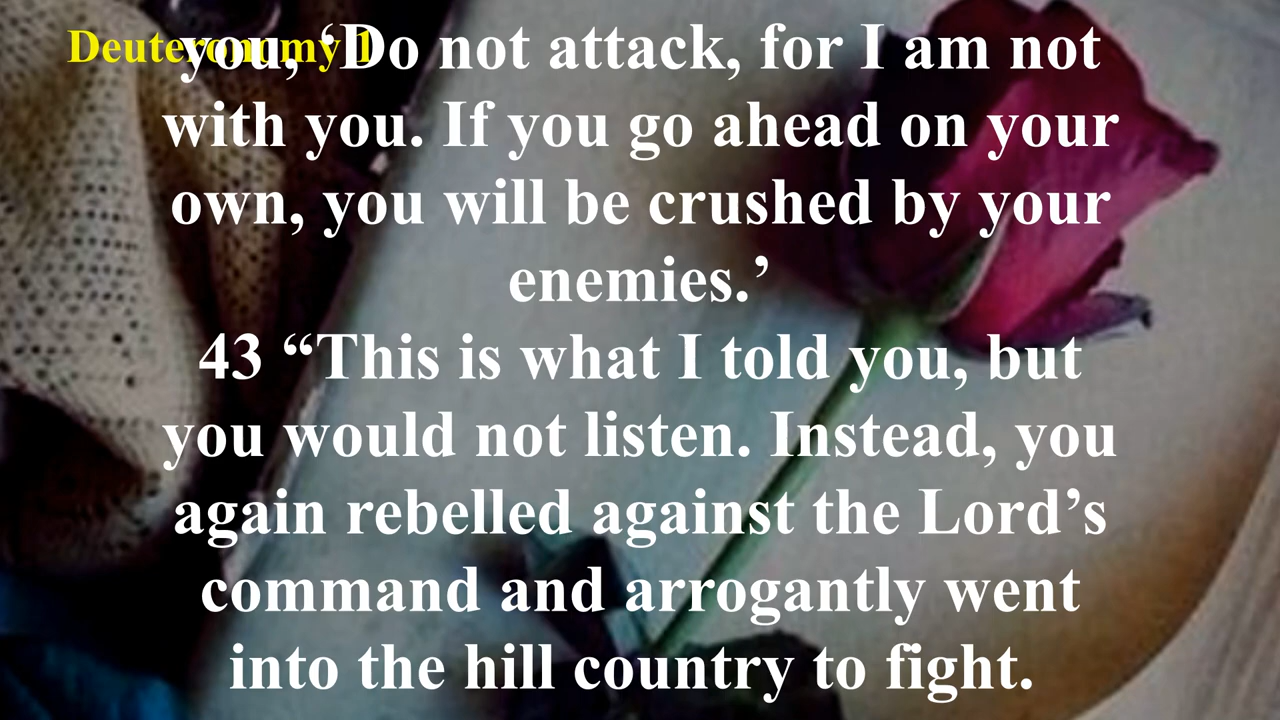 Deuteronomy 1
you, ‘Do not attack, for I am not
with you. If you go ahead on your
own, you will be crushed by your
enemies.’
43 “This is what I told you, but
you would not listen. Instead, you
again rebelled against the Lord’s
command and arrogantly went
into the hill country to fight.